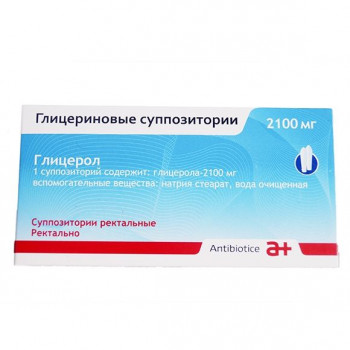 Глицериновые суппозитории 2100 мг
Глицерол
1 суппозиторий содержит: глицерола-2100 мг
вспомогательные вещества: натрия стеарат, вода очищенная
Суппозитории ректальные
Ректально
Antibiotice a+